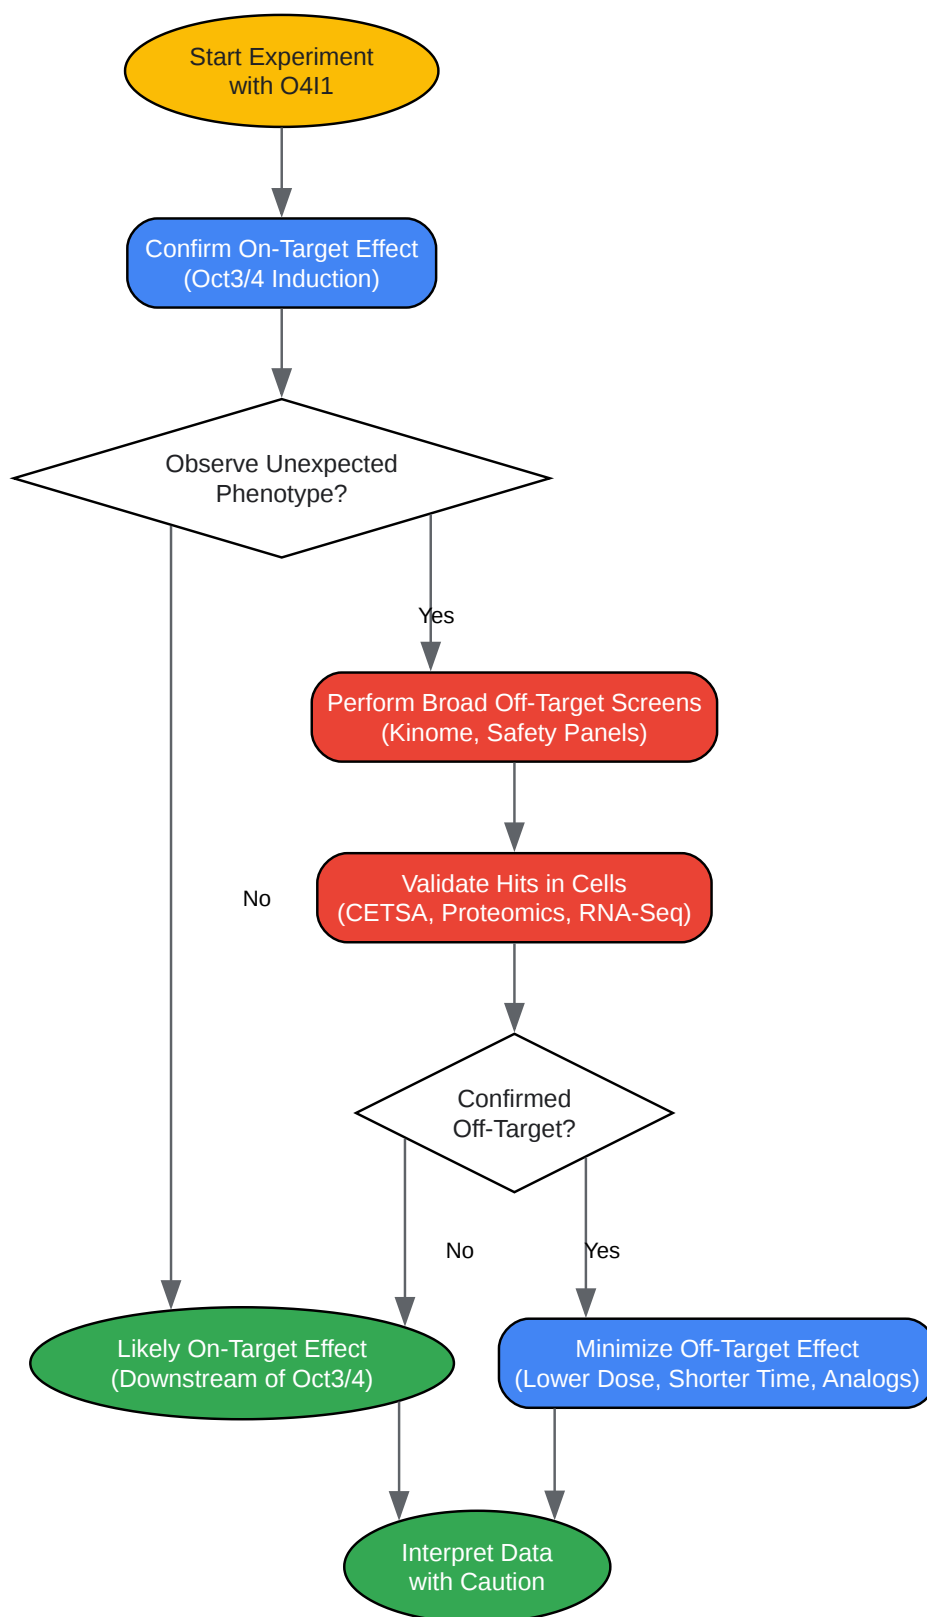 Start Experiment
with O4I1
Confirm On-Target Effect
(Oct3/4 Induction)
Observe Unexpected
Phenotype?
Yes
Perform Broad Off-Target Screens
(Kinome, Safety Panels)
No
Validate Hits in Cells
(CETSA, Proteomics, RNA-Seq)
Confirmed
Off-Target?
No
Yes
Likely On-Target Effect
(Downstream of Oct3/4)
Minimize Off-Target Effect
(Lower Dose, Shorter Time, Analogs)
Interpret Data
with Caution